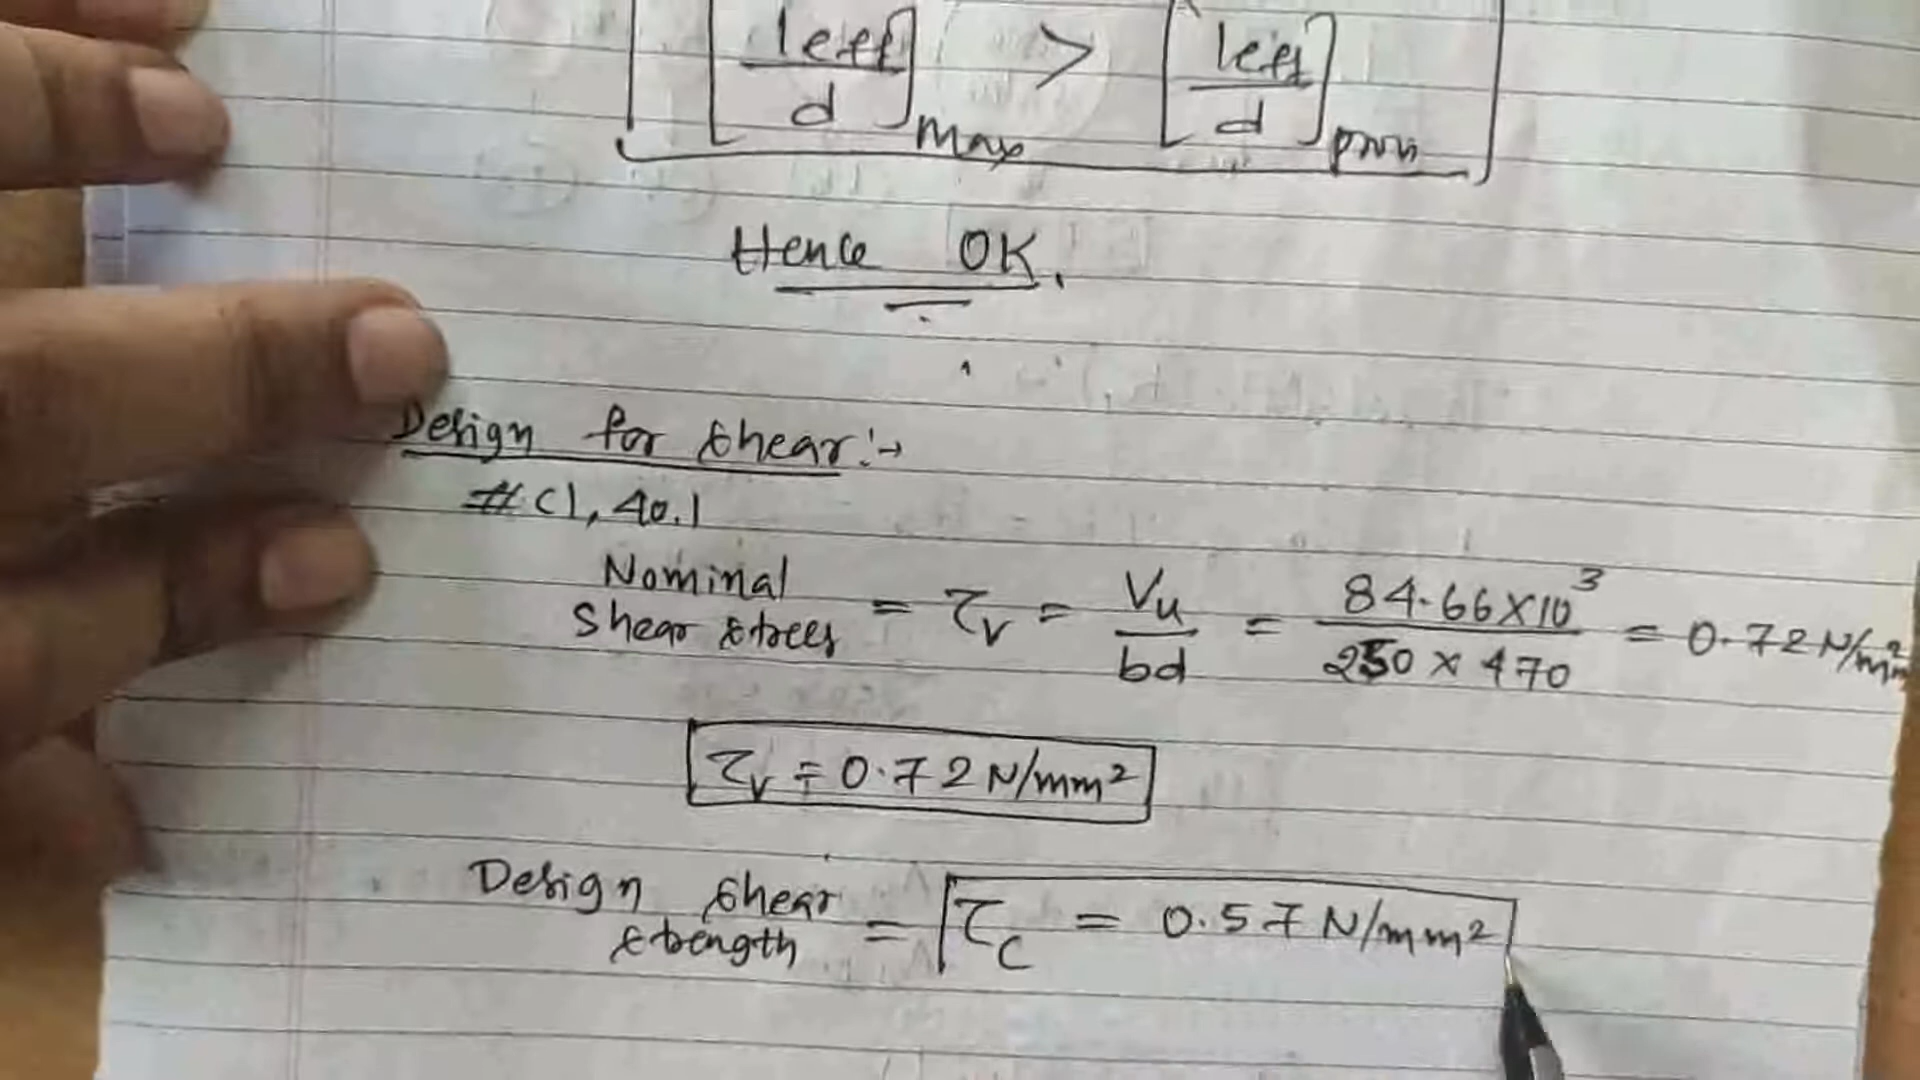 [leff/d]max > [leff/d]prov
Hence OK.
Design for shear:→
# Cl, 40.1
Nominal shear stress = τv = Vu/bd = 84.66×10³/250×470 = 0.72 N/mm²
τv = 0.72 N/mm²
Design shear strength = τc = 0.57 N/mm²